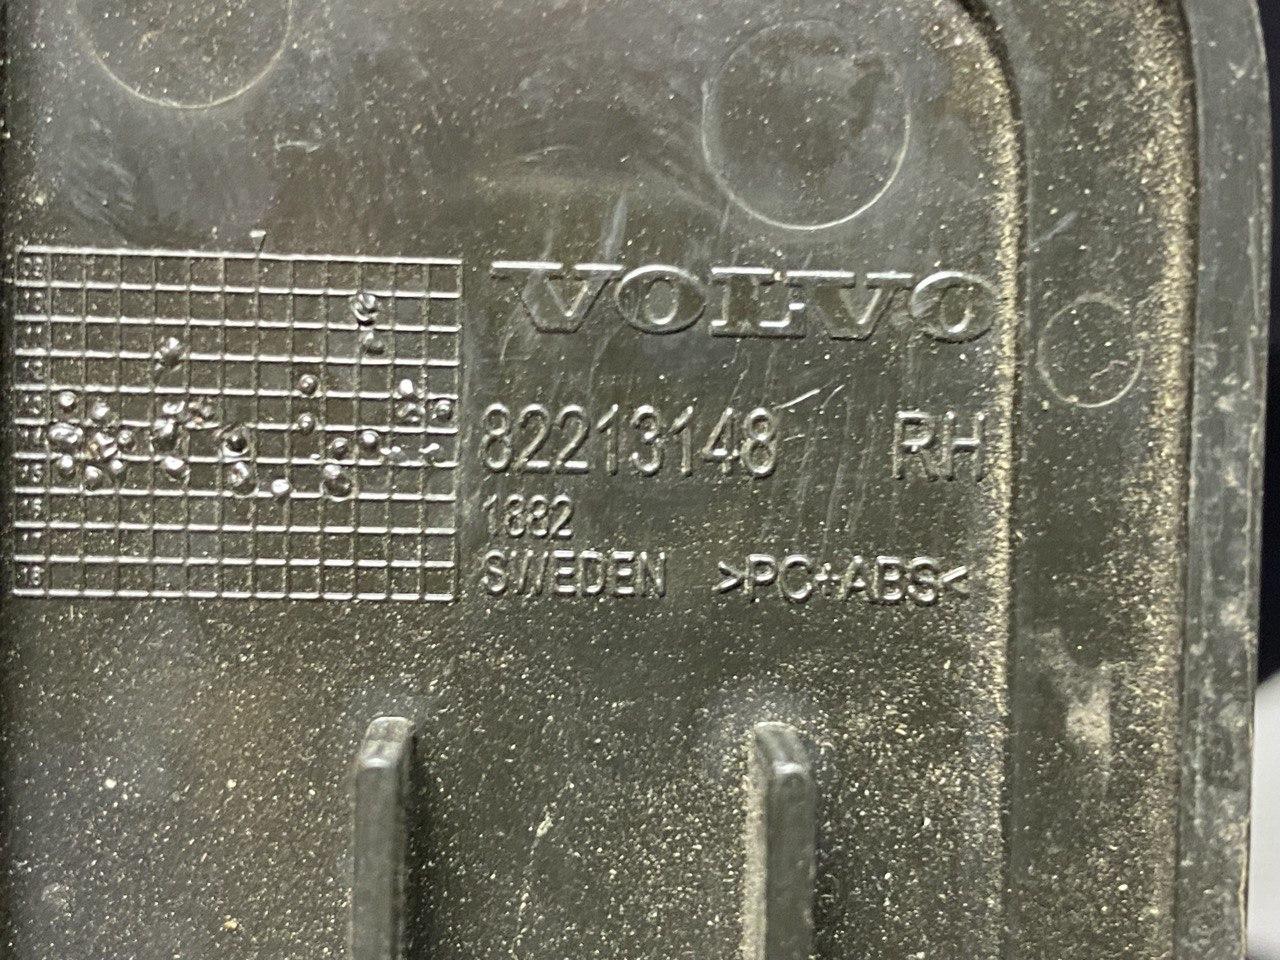 VOLVO
82213148 RH
1882
SWEDEN >PC+ABS<